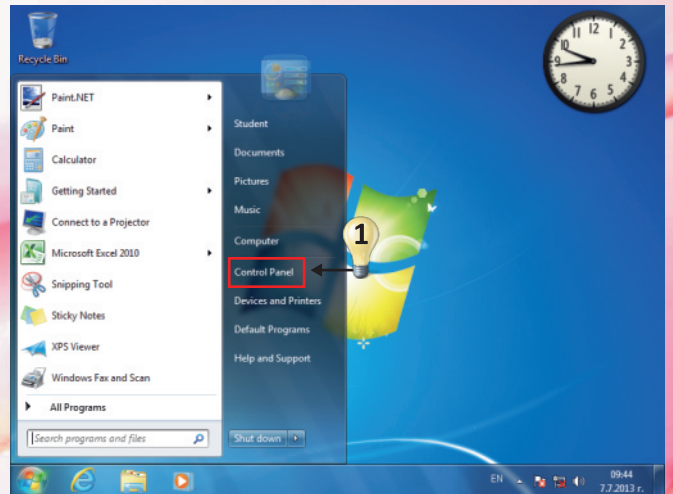 Recycle Bin
12
11
1
10
2
9
3
8
4
7
6
5
Paint.NET
Paint
Calculator
Getting Started
Connect to a Projector
Microsoft Excel 2010
Snipping Tool
Sticky Notes
XPS Viewer
Windows Fax and Scan
All Programs
Search programs and files
Student
Documents
Pictures
Music
Computer
Control Panel
1
Devices and Printers
Default Programs
Help and Support
Shut down
EN
09:44
7.7.2013 г.